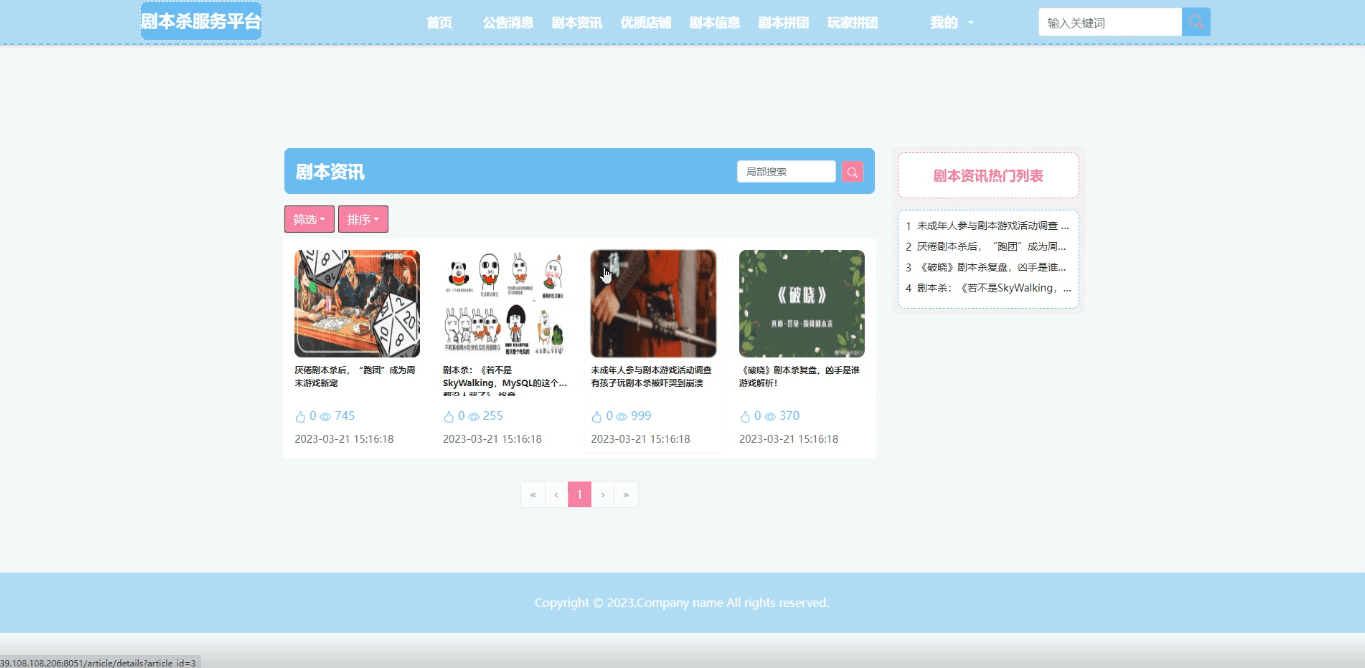 剧本杀服务平台
首页 公告消息 剧本资讯 优质店铺 剧本信息 剧本拼团 玩家拼团 我的
输入关键词
剧本资讯
局部搜索
筛选 排序
厌倦剧本杀后，“跑团”成为周
末游戏新宠
0 745
2023-03-21 15:16:18
剧本杀：《若不是
SkyWalking，MySQL的这个...
0 255
2023-03-21 15:16:18
未成年人参与剧本游戏活动调查
有孩子玩剧本杀被吓哭到崩溃
0 999
2023-03-21 15:16:18
《破晓》
《破晓》剧本杀复盘，凶手是谁
游戏解析！
0 370
2023-03-21 15:16:18
« ‹ 1 › »
剧本资讯热门列表
1 未成年人参与剧本游戏活动调查 ...
2 厌倦剧本杀后，“跑团”成为周...
3 《破晓》剧本杀复盘，凶手是谁...
4 剧本杀：《若不是SkyWalking，...
Copyright © 2023.Company name All rights reserved.
39.108.108.206:8051/article/details?article_id=3